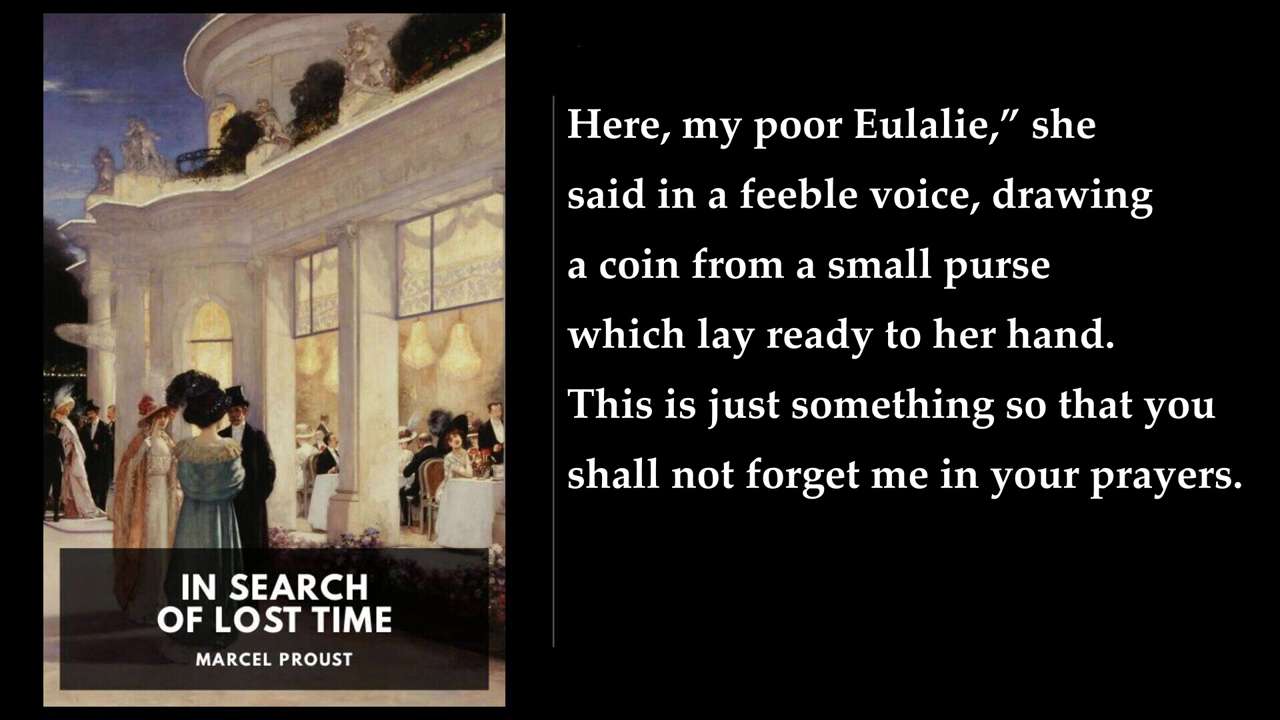 Here, my poor Eulalie,” she
said in a feeble voice, drawing
a coin from a small purse
which lay ready to her hand.
This is just something so that you
shall not forget me in your prayers.
IN SEARCH
OF LOST TIME
MARCEL PROUST